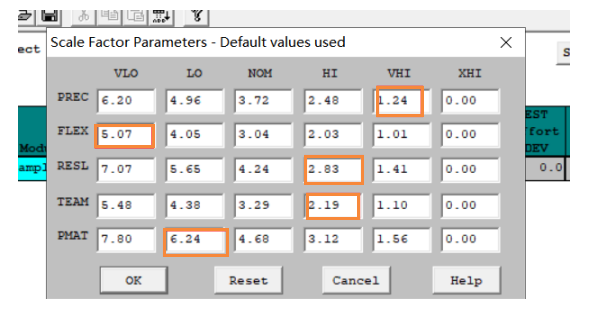 ect
Scale Factor Parameters - Default values used
S
VLO LO NOM HI VHI XHI
PREC 6.20 4.96 3.72 2.48 1.24 0.00
EST
FLEX 5.07 4.05 3.04 2.03 1.01 0.00
ffort
Mod
DEV
ampl
RESL 7.07 5.65 4.24 2.83 1.41 0.00
0.0
TEAM 5.48 4.38 3.29 2.19 1.10 0.00
PMAT 7.80 6.24 4.68 3.12 1.56 0.00
OK Reset Cancel Help